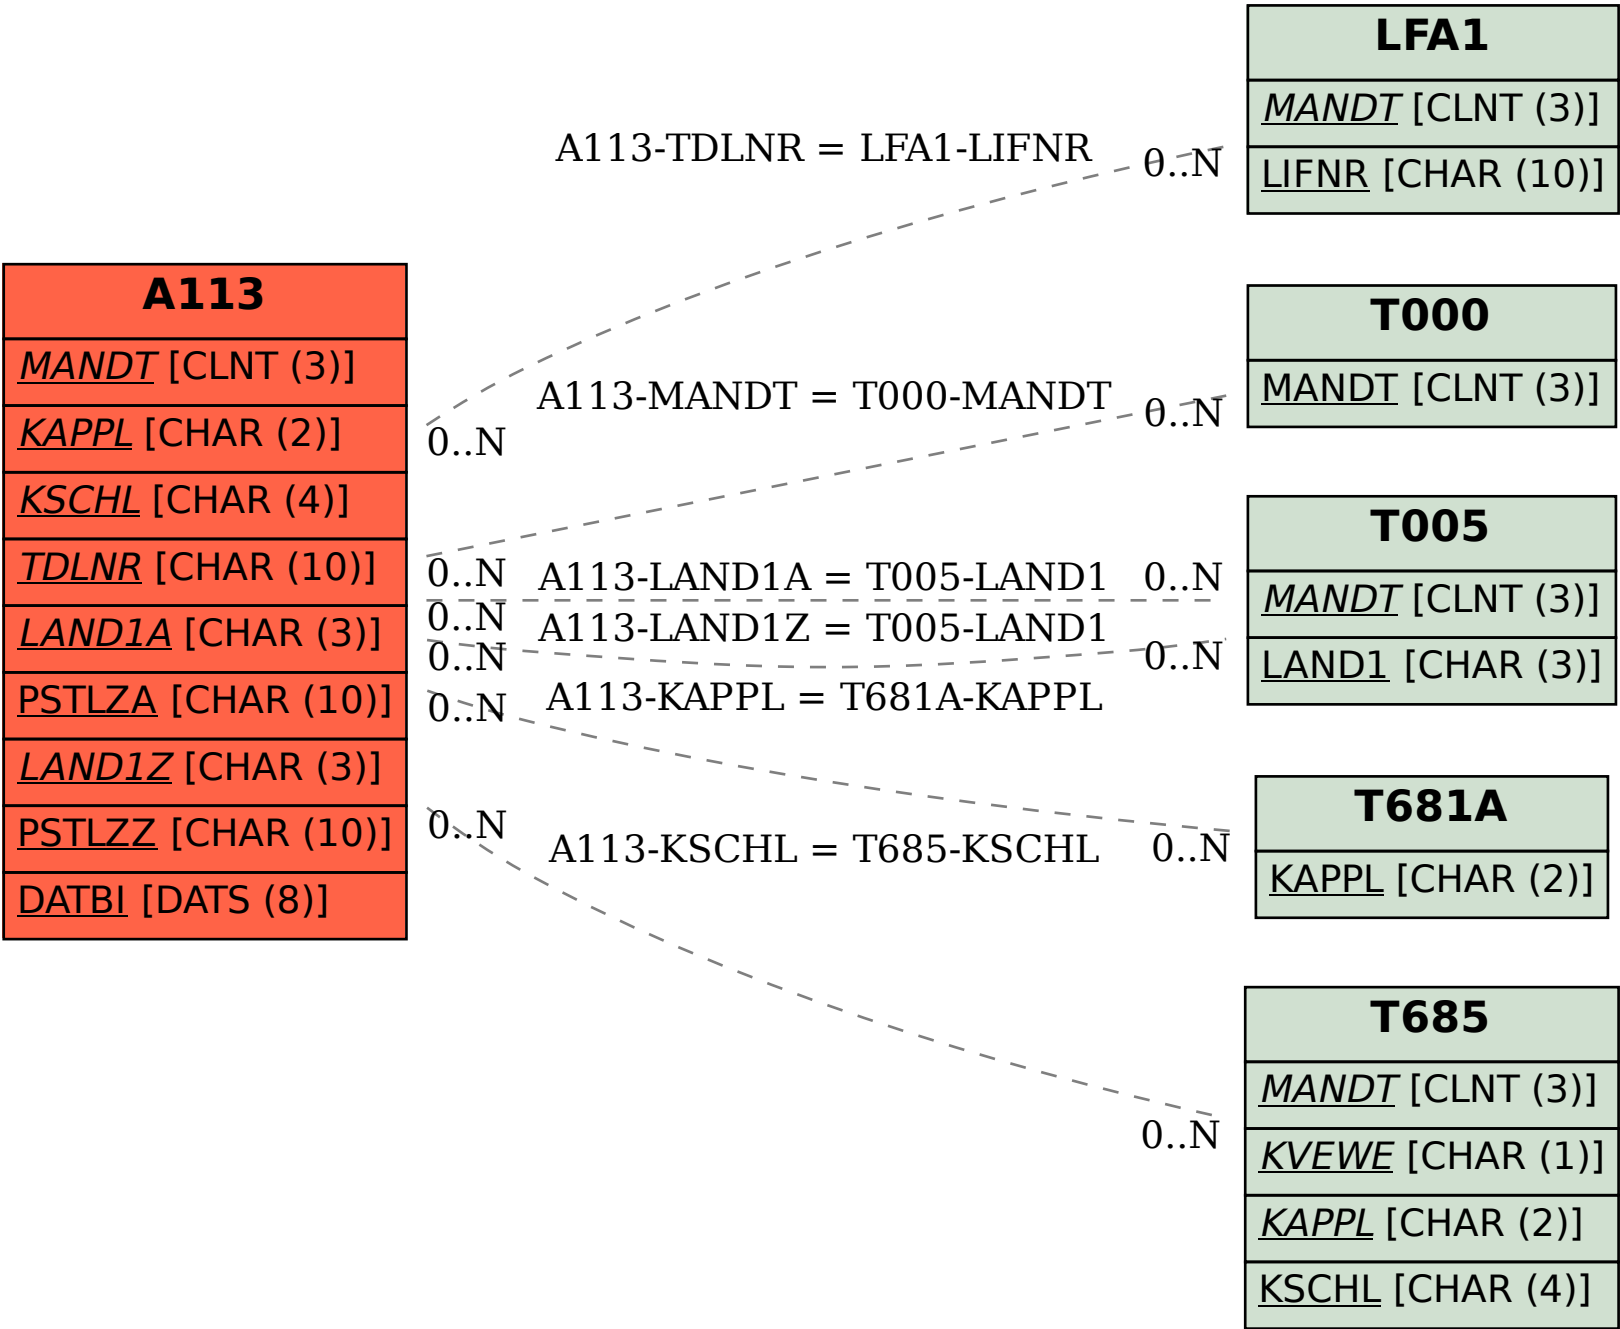 A113
MANDT [CLNT (3)]
KAPPL [CHAR (2)]
KSCHL [CHAR (4)]
TDLNR [CHAR (10)]
LAND1A [CHAR (3)]
PSTLZA [CHAR (10)]
LAND1Z [CHAR (3)]
PSTLZZ [CHAR (10)]
DATBI [DATS (8)]
A113-TDLNR = LFA1-LIFNR
0..N
0..N
A113-MANDT = T000-MANDT
0..N
0..N
A113-LAND1A = T005-LAND1
0..N
0..N
A113-LAND1Z = T005-LAND1
0..N
0..N
A113-KAPPL = T681A-KAPPL
0..N
0..N
A113-KSCHL = T685-KSCHL
0..N
0..N
LFA1
MANDT [CLNT (3)]
LIFNR [CHAR (10)]
T000
MANDT [CLNT (3)]
T005
MANDT [CLNT (3)]
LAND1 [CHAR (3)]
T681A
KAPPL [CHAR (2)]
T685
MANDT [CLNT (3)]
KVEWE [CHAR (1)]
KAPPL [CHAR (2)]
KSCHL [CHAR (4)]